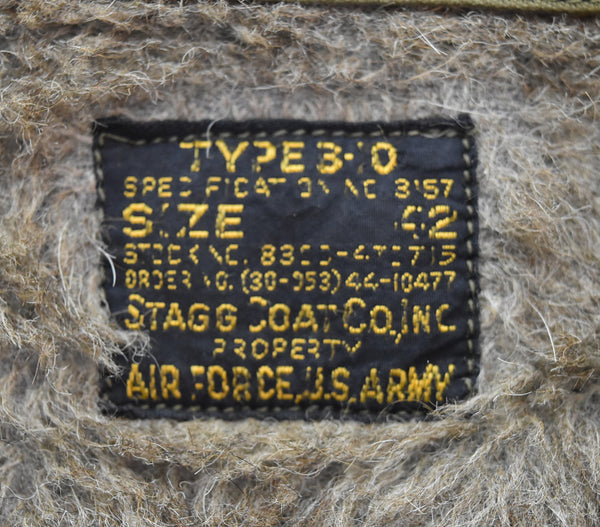 TYPE B-10
SPECIFICATION NO. 3157
SIZE 42
STOCK NO. 8300-
ORDER NO. (30-053) 44-10477
STAGG COAT CO., INC
PROPERTY
AIR FORCE, U.S. ARMY